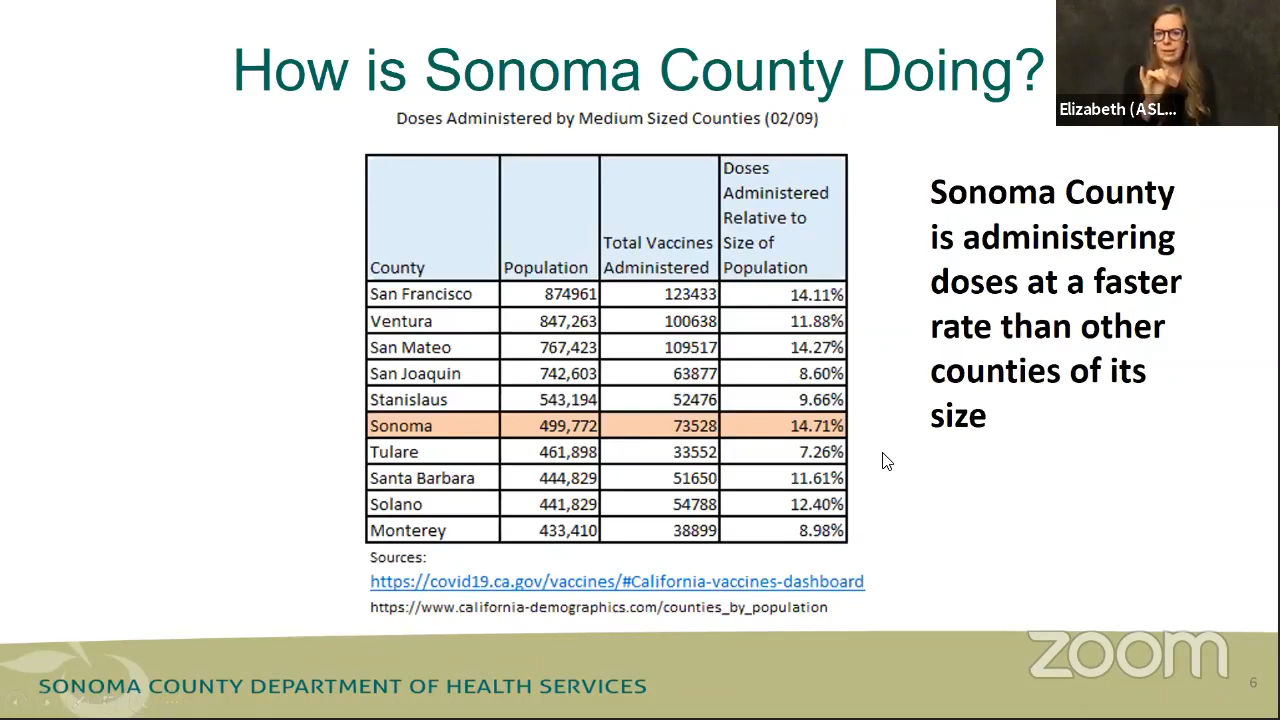 How is Sonoma County Doing?
Elizabeth (ASL...
Doses Administered by Medium Sized Counties (02/09)
County Population Total Vaccines Administered Doses Administered Relative to Size of Population
San Francisco 874961 123433 14.11%
Ventura 847,263 100638 11.88%
San Mateo 767,423 109517 14.27%
San Joaquin 742,603 63877 8.60%
Stanislaus 543,194 52476 9.66%
Sonoma 499,772 73528 14.71%
Tulare 461,898 33552 7.26%
Santa Barbara 444,829 51650 11.61%
Solano 441,829 54788 12.40%
Monterey 433,410 38899 8.98%
Sources:
https://covid19.ca.gov/vaccines/#California-vaccines-dashboard
https://www.california-demographics.com/counties_by_population
Sonoma County
is administering
doses at a faster
rate than other
counties of its
size
SONOMA COUNTY DEPARTMENT OF HEALTH SERVICES
zoom
6